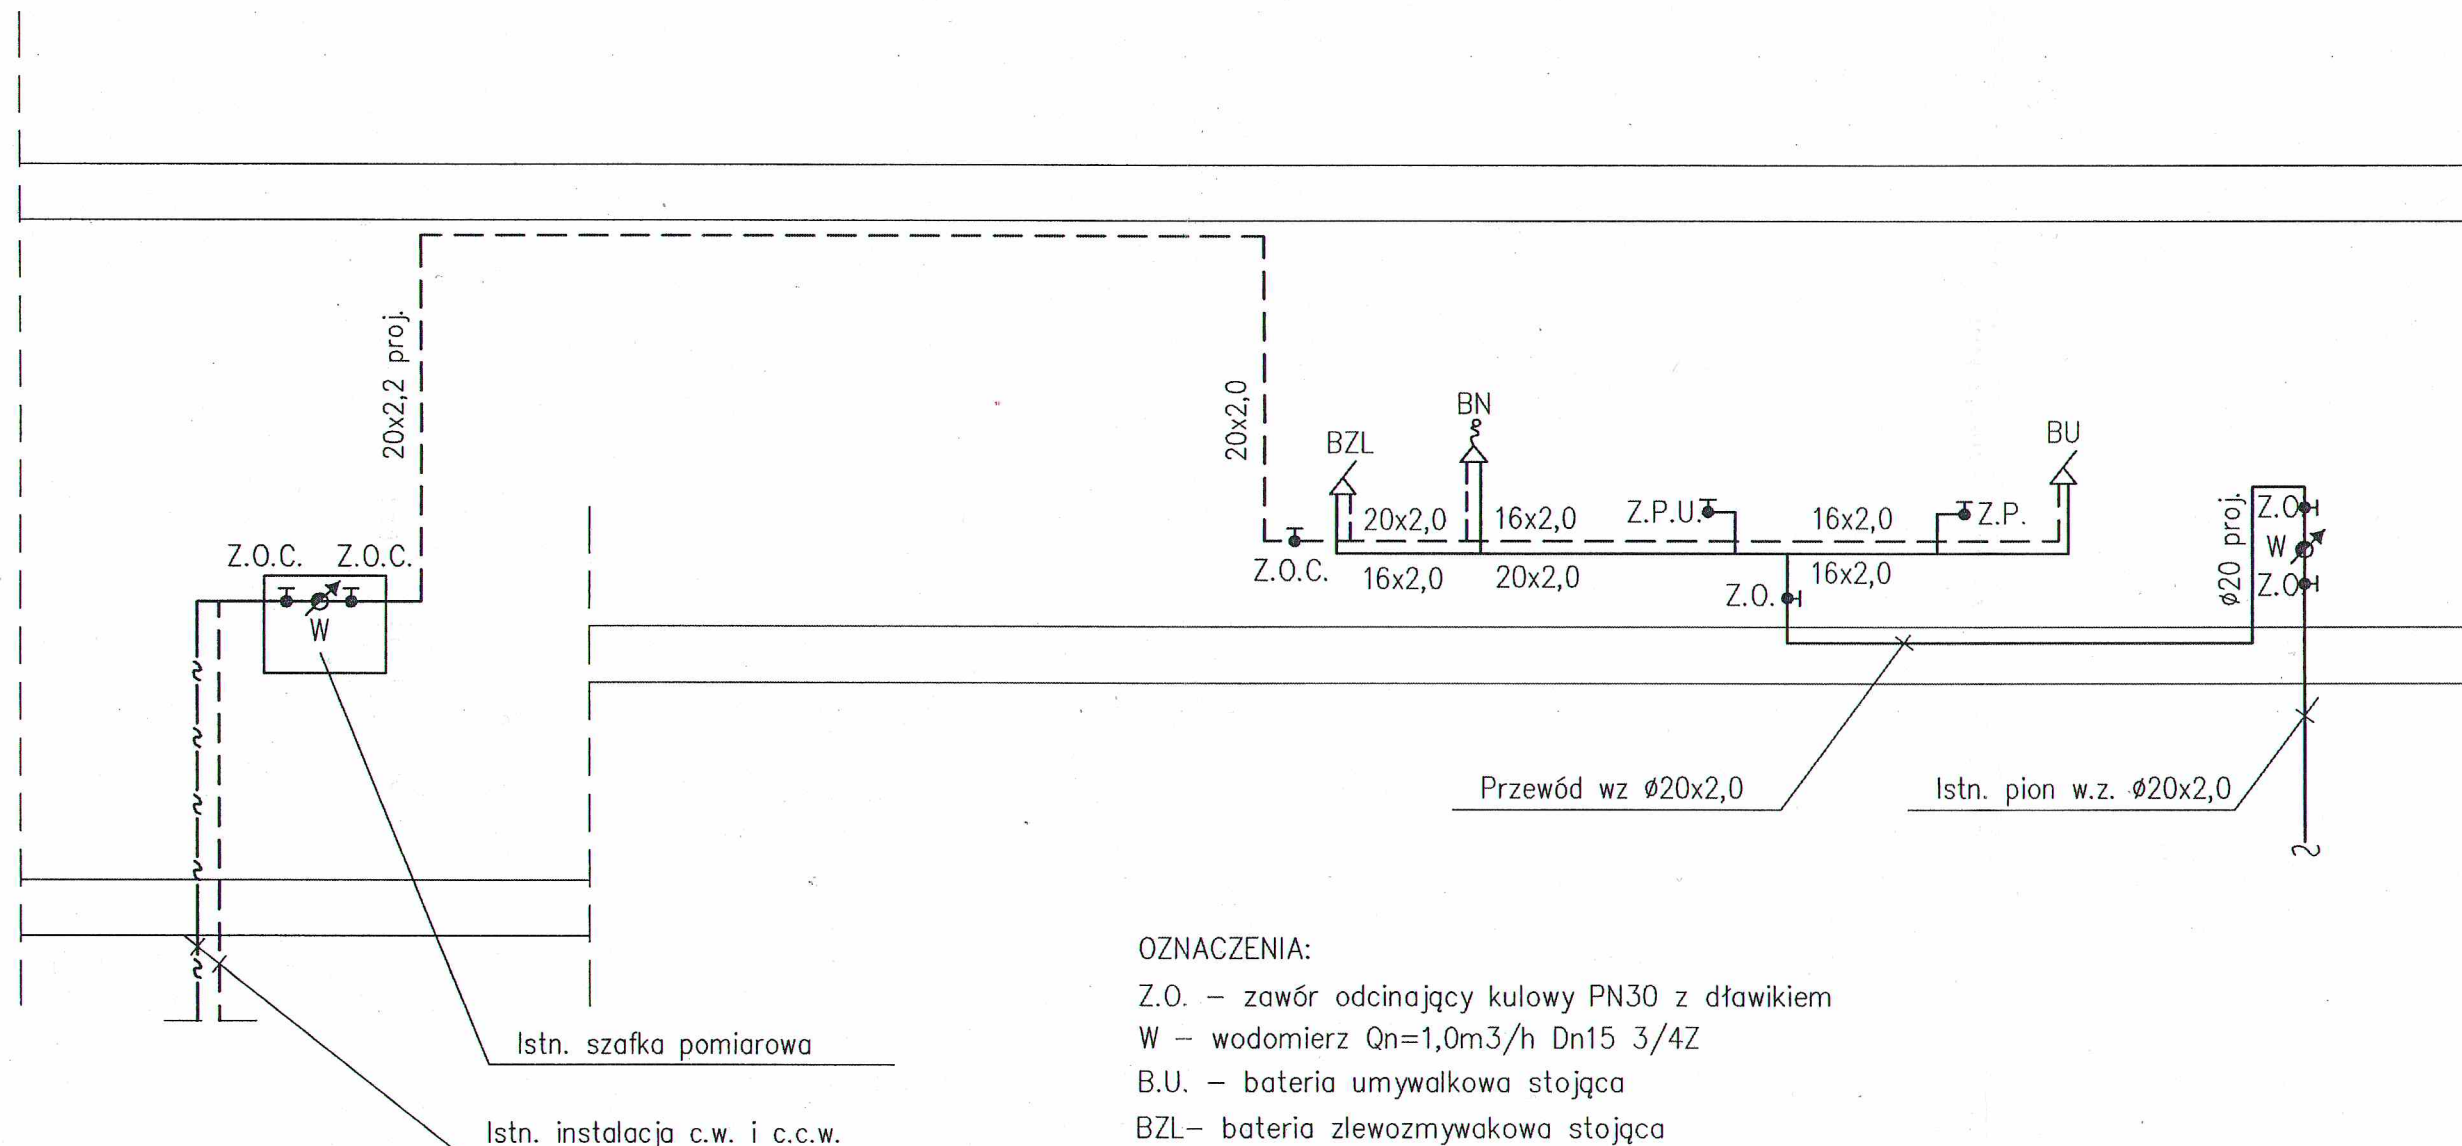 20x2,2 proj.
20x2,0
BN
BZL
BU
20x2,0
16x2,0
Z.P.U.
16x2,0
Z.P.
Z.O.
W
Z.O.
ø20 proj.
Z.O.C.
Z.O.C.
W
Z.O.C.
16x2,0
20x2,0
16x2,0
Z.O.
Przewód wz ø20x2,0
Istn. pion w.z. ø20x2,0
Istn. szafka pomiarowa
Istn. instalacja c.w. i c.c.w.
OZNACZENIA:
Z.O. – zawór odcinający kulowy PN30 z dławikiem
W – wodomierz Qn=1,0m3/h Dn15 3/4Z
B.U. – bateria umywalkowa stojąca
BZL– bateria zlewozmywakowa stojąca